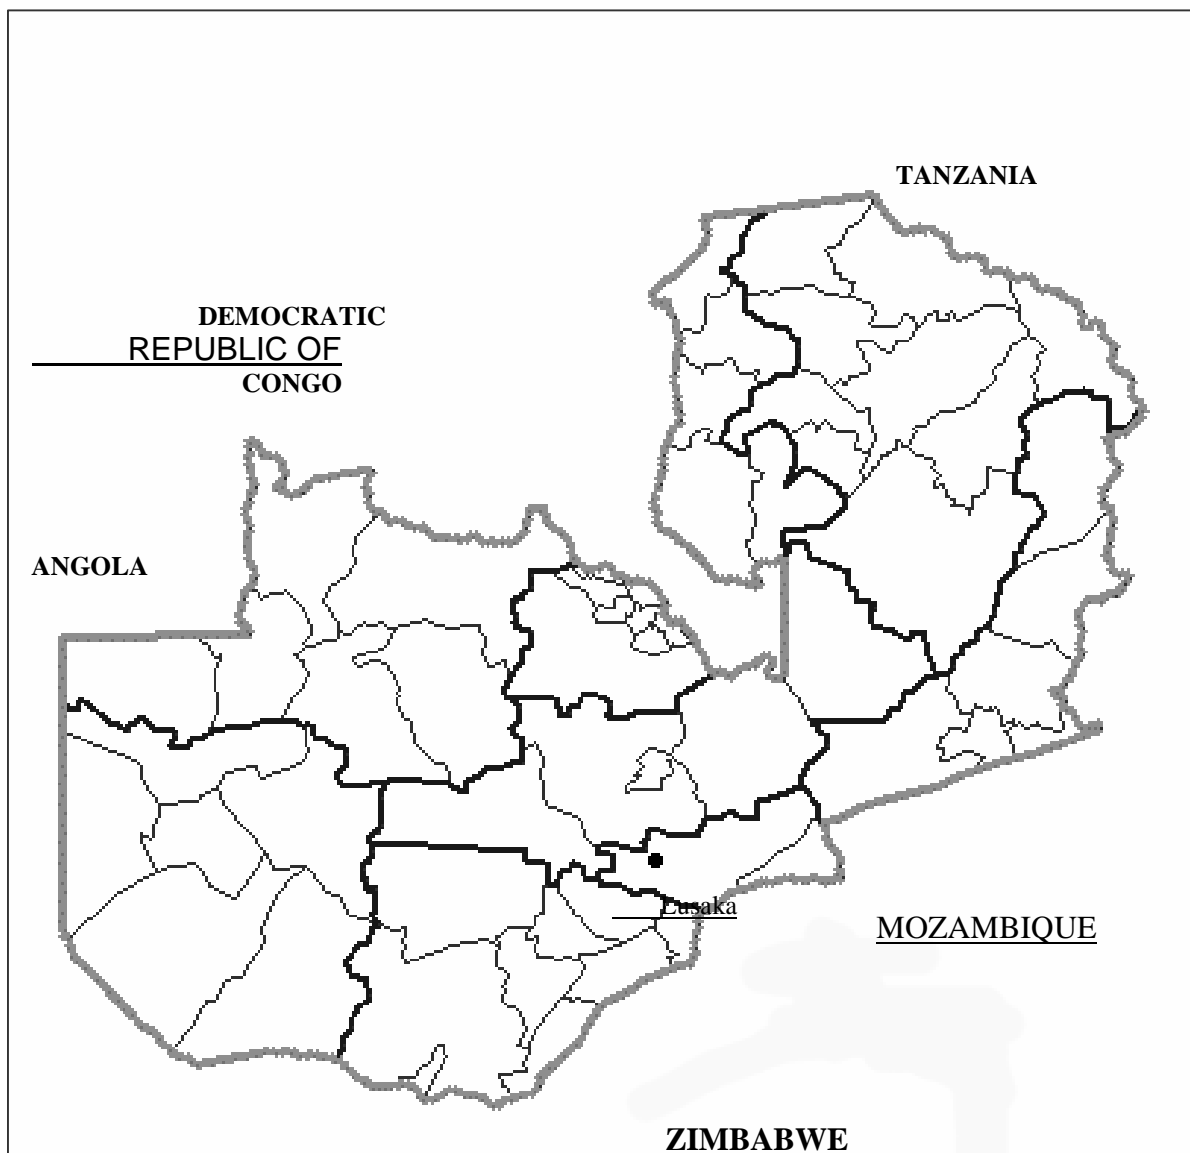 TANZANIA
DEMOCRATIC
REPUBLIC OF
CONGO
ANGOLA
Lusaka
MOZAMBIQUE
ZIMBABWE